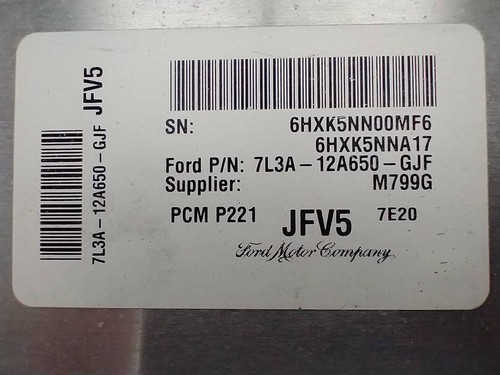 7L3A-12A650-GJF JFV5
SN: 6HXK5NN00MF6
6HXK5NNA17
Ford P/N: 7L3A-12A650-GJF
Supplier: M799G
PCM P221 JFV5 7E20
Ford Motor Company